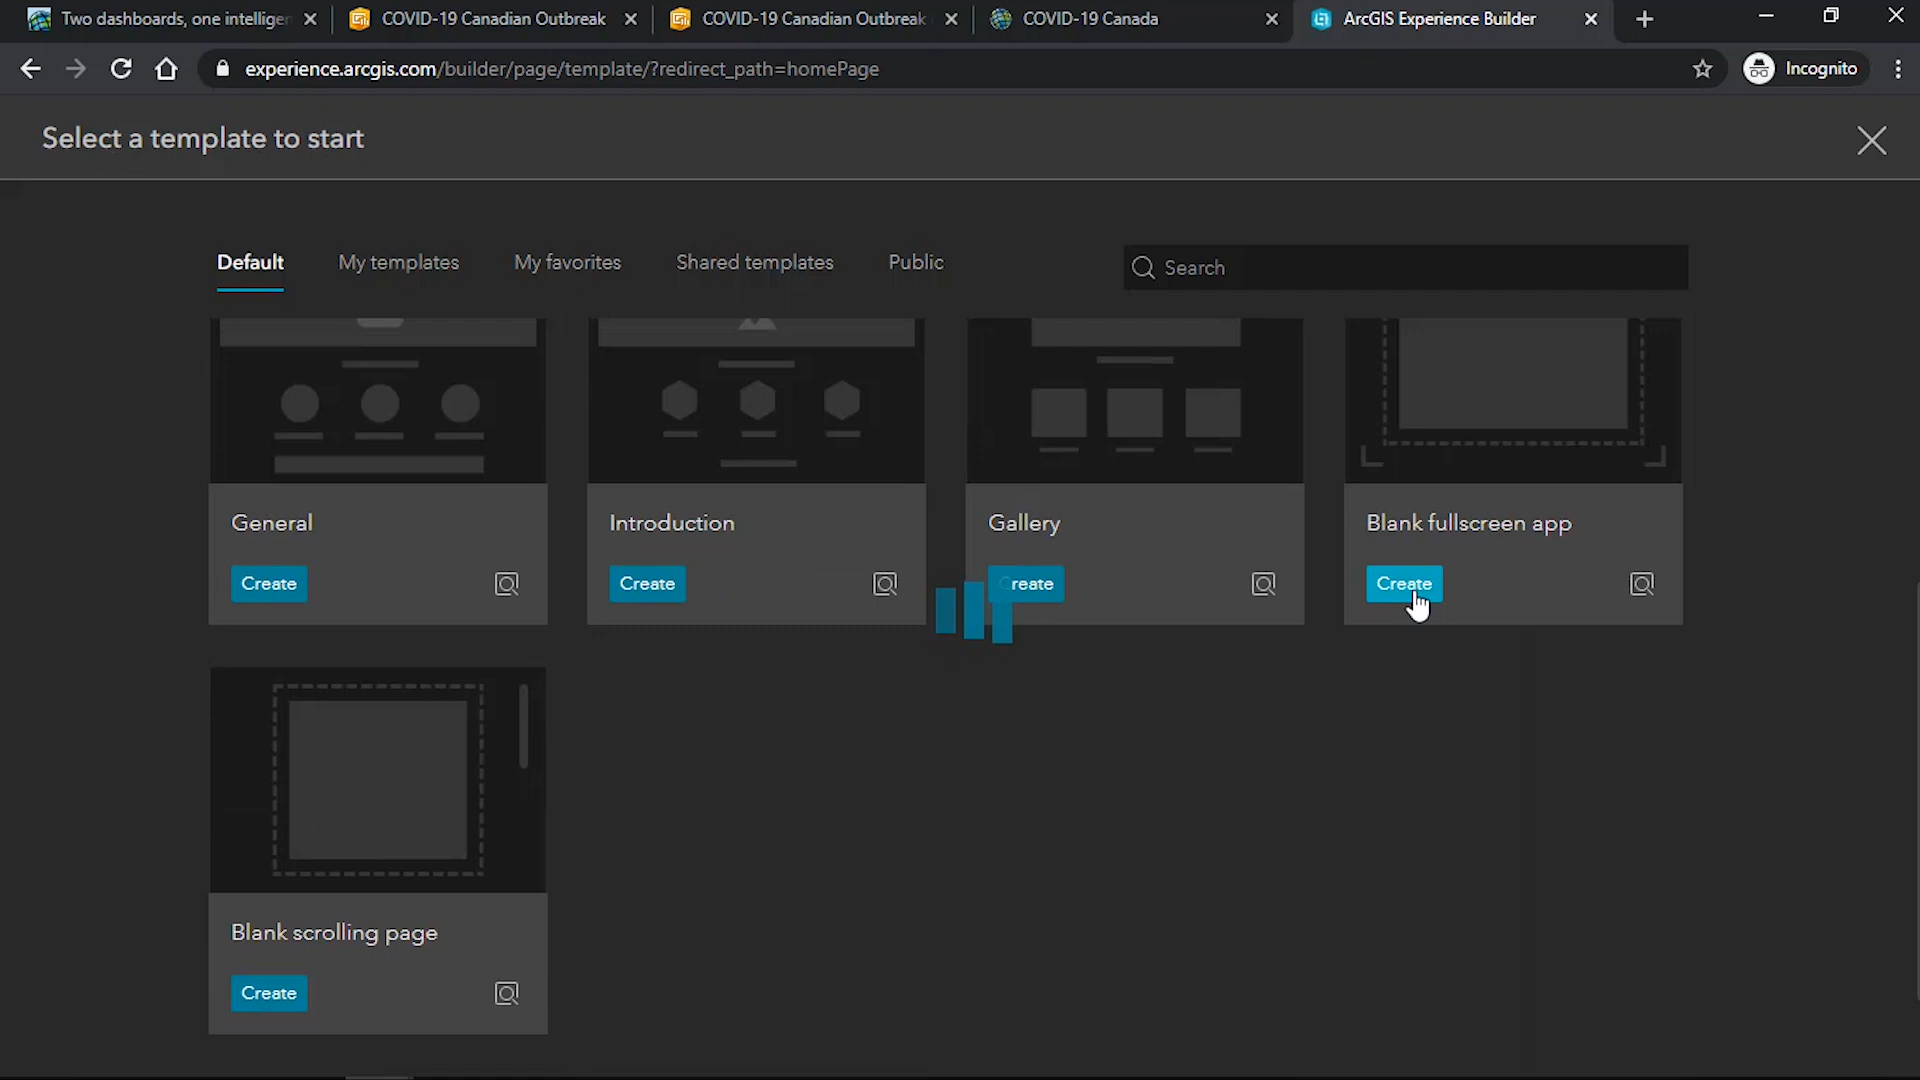 Two dashboards, one intelligen
COVID-19 Canadian Outbreak
COVID-19 Canadian Outbreak
COVID-19 Canada
ArcGIS Experience Builder
experience.arcgis.com/builder/page/template/?redirect_path=homePage
Incognito
Select a template to start
Default
My templates
My favorites
Shared templates
Public
Search
General
Introduction
Gallery
Blank fullscreen app
Create
Create
Create
Create
Blank scrolling page
Create